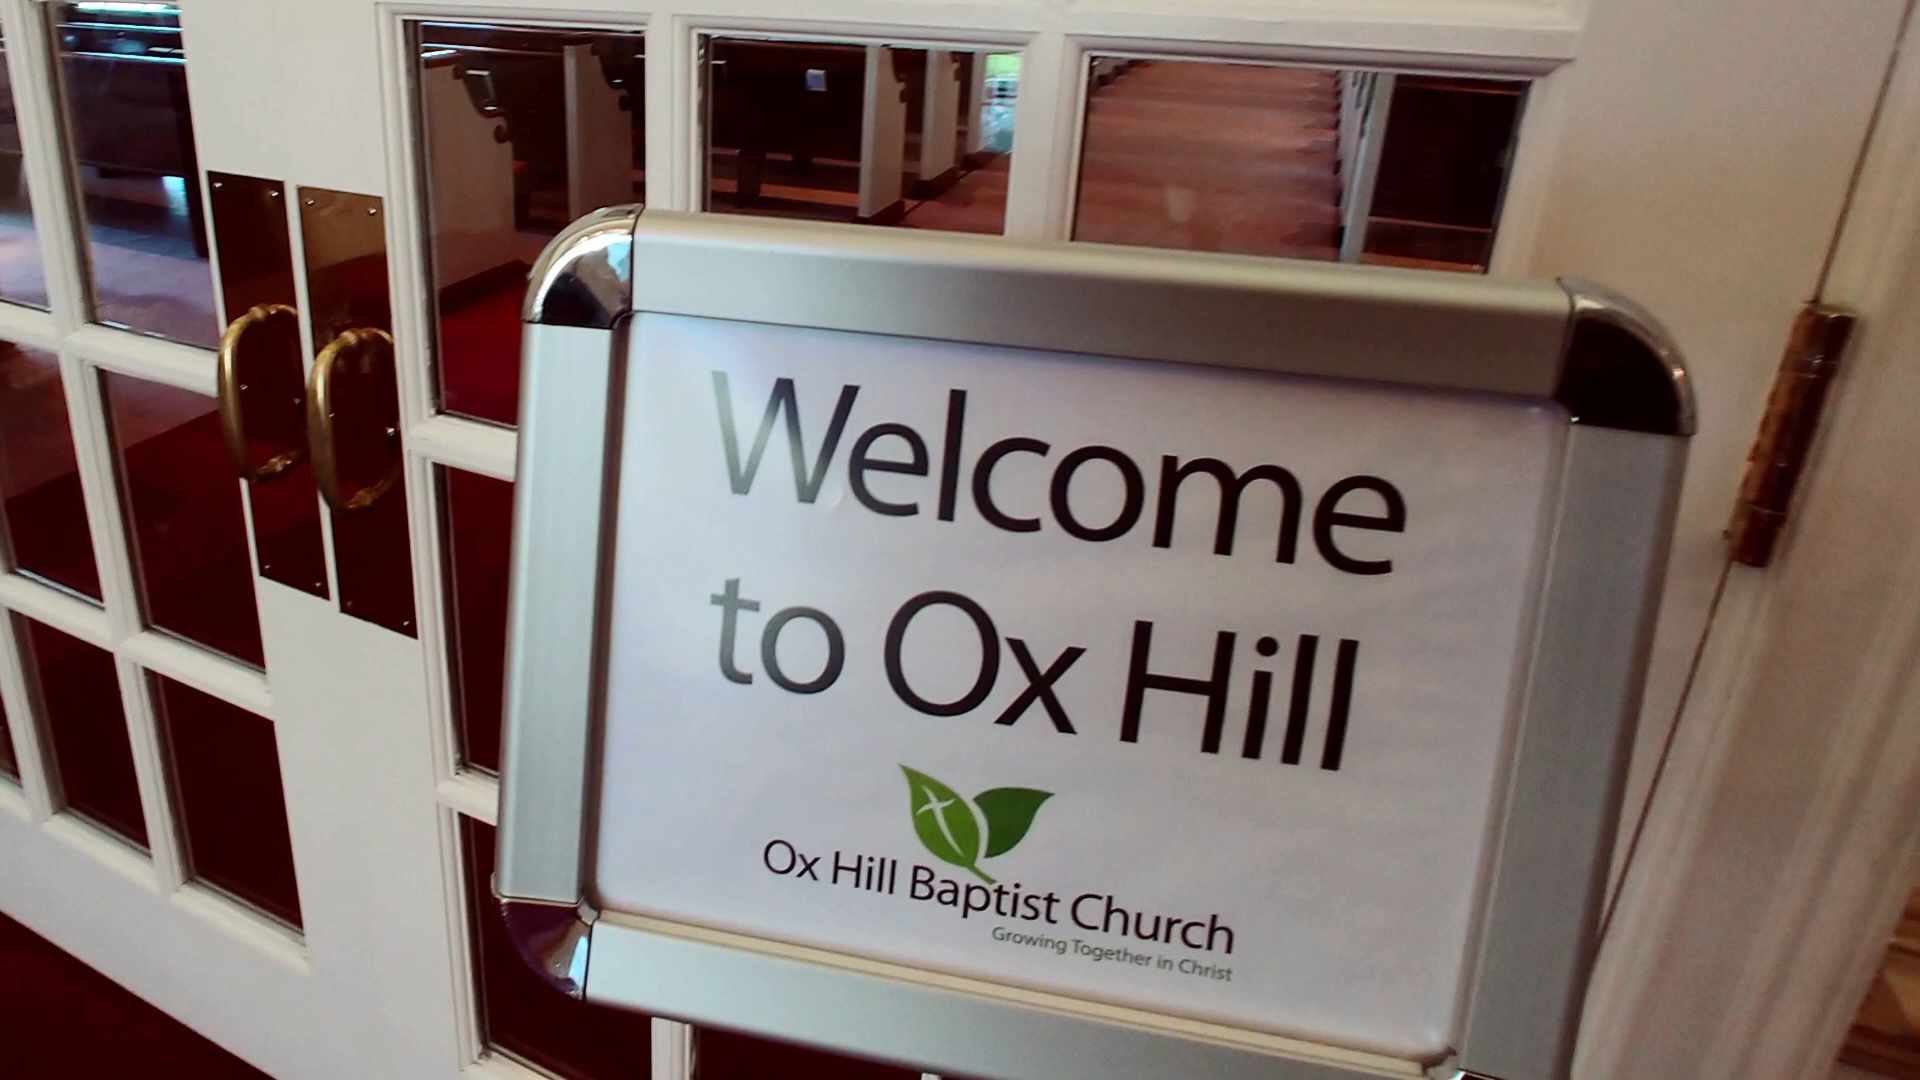 Welcome
to Ox Hill
Ox Hill Baptist Church
Growing Together in Christ